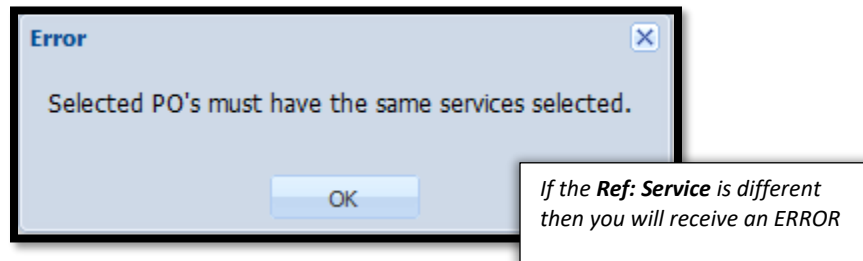 Error
Selected PO's must have the same services selected.
OK
If the Ref: Service is different
then you will receive an ERROR